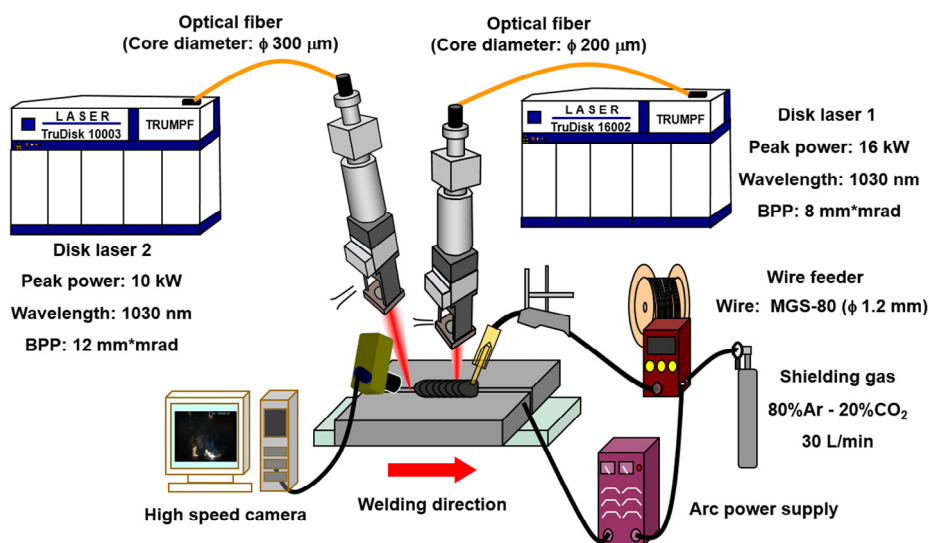 Optical fiber
(Core diameter: ϕ 300 μm)
Optical fiber
(Core diameter: ϕ 200 μm)
LASER
TruDisk 10003
TRUMPF
LASER
TruDisk 16002
TRUMPF
Disk laser 1
Peak power: 16 kW
Wavelength: 1030 nm
BPP: 8 mm*mrad
Disk laser 2
Peak power: 10 kW
Wavelength: 1030 nm
BPP: 12 mm*mrad
Wire feeder
Wire: MGS-80 (ϕ 1.2 mm)
Shielding gas
80%Ar - 20%CO₂
30 L/min
Welding direction
High speed camera
Arc power supply